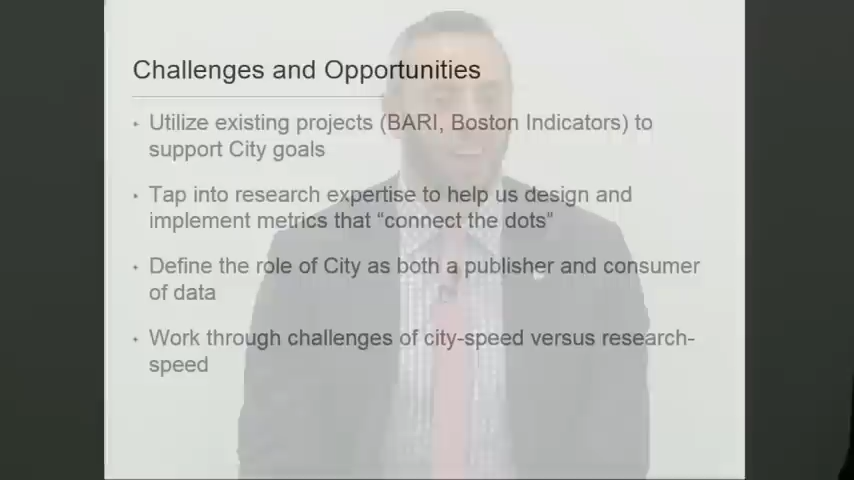 Challenges and Opportunities
• Utilize existing projects (BARI, Boston Indicators) to
support City goals
• Tap into research expertise to help us design and
implement metrics that “connect the dots”
• Define the role of City as both a publisher and consumer
of data
• Work through challenges of city-speed versus research-
speed